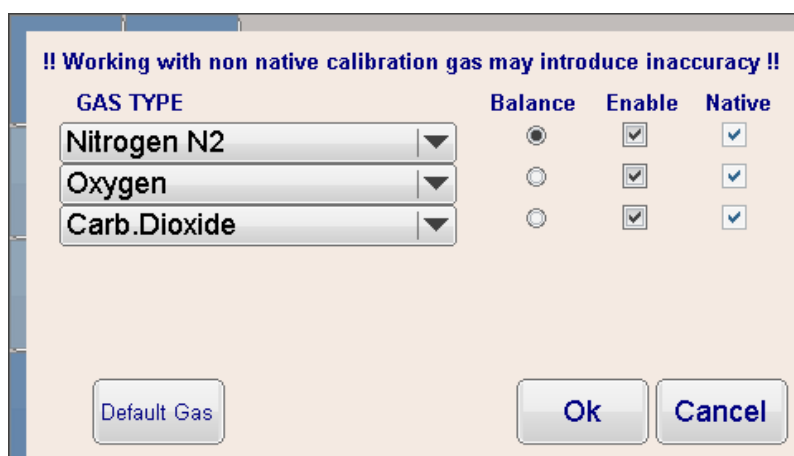 !! Working with non native calibration gas may introduce inaccuracy !!
GAS TYPE Balance Enable Native
Nitrogen N2
Oxygen
Carb.Dioxide
Default Gas Ok Cancel